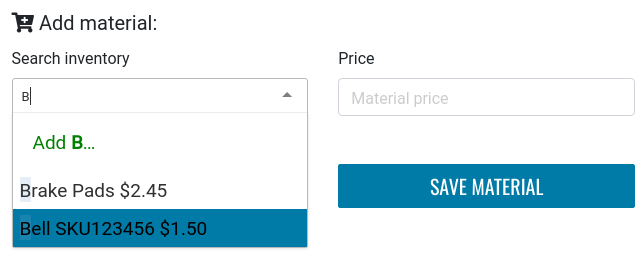 Add material:
Search inventory
Price
B
Material price
Add B...
Brake Pads $2.45
SAVE MATERIAL
Bell SKU123456 $1.50